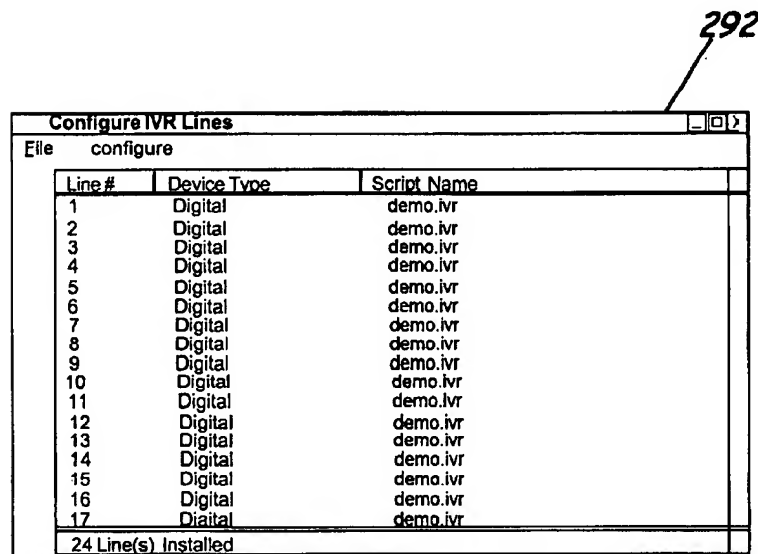 292
Configure IVR Lines
File configure
Line # Device Type Script Name
1 Digital demo.ivr
2 Digital demo.ivr
3 Digital demo.ivr
4 Digital demo.ivr
5 Digital demo.ivr
6 Digital demo.ivr
7 Digital demo.ivr
8 Digital demo.ivr
9 Digital demo.ivr
10 Digital demo.ivr
11 Digital demo.ivr
12 Digital demo.ivr
13 Digital demo.ivr
14 Digital demo.ivr
15 Digital demo.ivr
16 Digital demo.ivr
17 Digital demo.ivr
24 Line(s) Installed